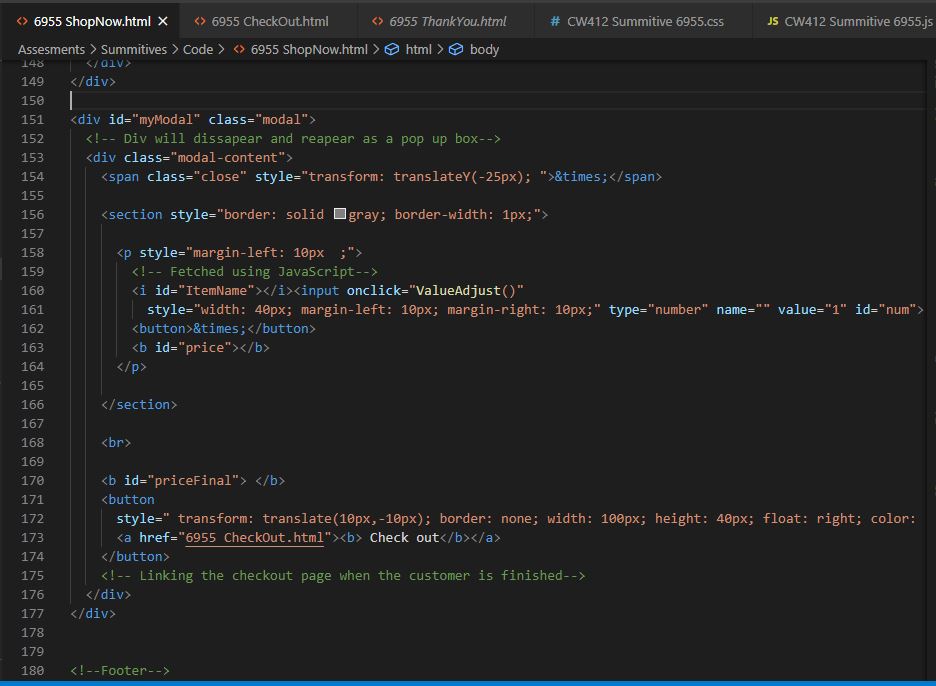 6955 ShopNow.html 6955 CheckOut.html 6955 ThankYou.html # CW412 Summitive 6955.css JS CW412 Summitive 6955.js
Assesments > Summitives > Code > 6955 ShopNow.html > html > body
148 </div>
149 </div>
150
151 <div id="myModal" class="modal">
152 <!-- Div will dissapear and reapear as a pop up box-->
153 <div class="modal-content">
154 <span class="close" style="transform: translateY(-25px); ">&times;</span>
155
156 <section style="border: solid gray; border-width: 1px;">
157
158 <p style="margin-left: 10px  ;">
159 <!-- Fetched using JavaScript-->
160 <i id="ItemName"></i><input onclick="ValueAdjust()"
161 style="width: 40px; margin-left: 10px; margin-right: 10px;" type="number" name="" value="1" id="num">
162 <button>&times;</button>
163 <b id="price"></b>
164 </p>
165
166 </section>
167
168 <br>
169
170 <b id="priceFinal"> </b>
171 <button
172 style=" transform: translate(10px,-10px); border: none; width: 100px; height: 40px; float: right; color:
173 <a href="6955 CheckOut.html"><b> Check out</b></a>
174 </button>
175 <!-- Linking the checkout page when the customer is finished-->
176 </div>
177 </div>
178
179
180 <!--Footer-->